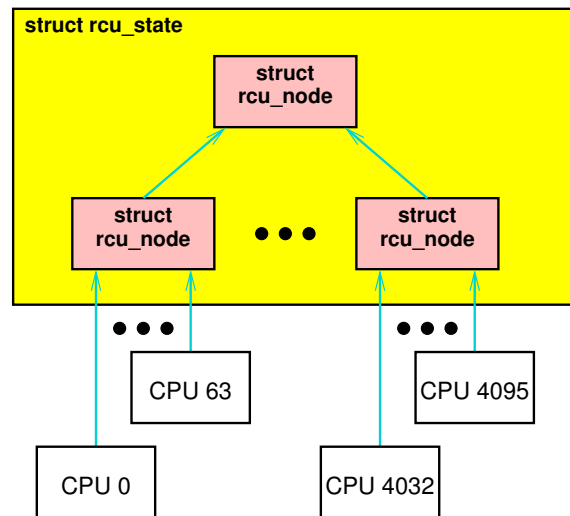 struct rcu_state
struct
rcu_node
struct
rcu_node
struct
rcu_node
CPU 63
CPU 4095
CPU 0
CPU 4032